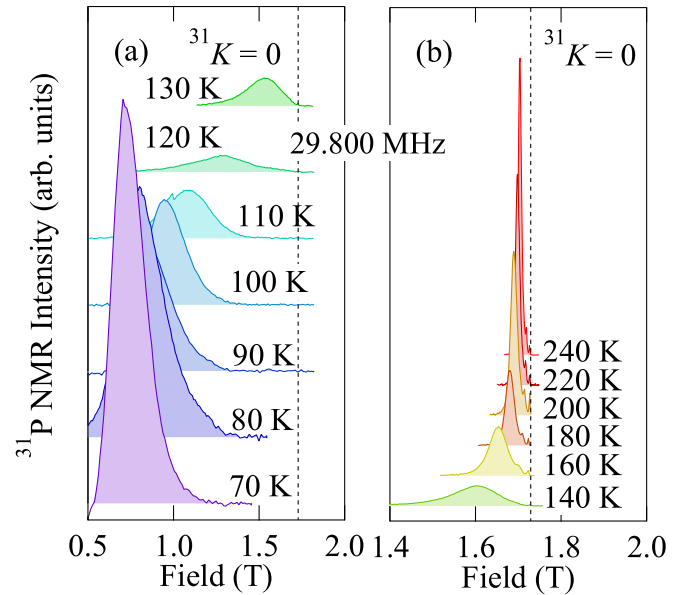 (a)
³¹K = 0
130 K
120 K
29.800 MHz
110 K
100 K
90 K
80 K
70 K
0.5 1.0 1.5 2.0
Field (T)
³¹P NMR Intensity (arb. units)
(b)
³¹K = 0
240 K
220 K
200 K
180 K
160 K
140 K
1.4 1.6 1.8 2.0
Field (T)